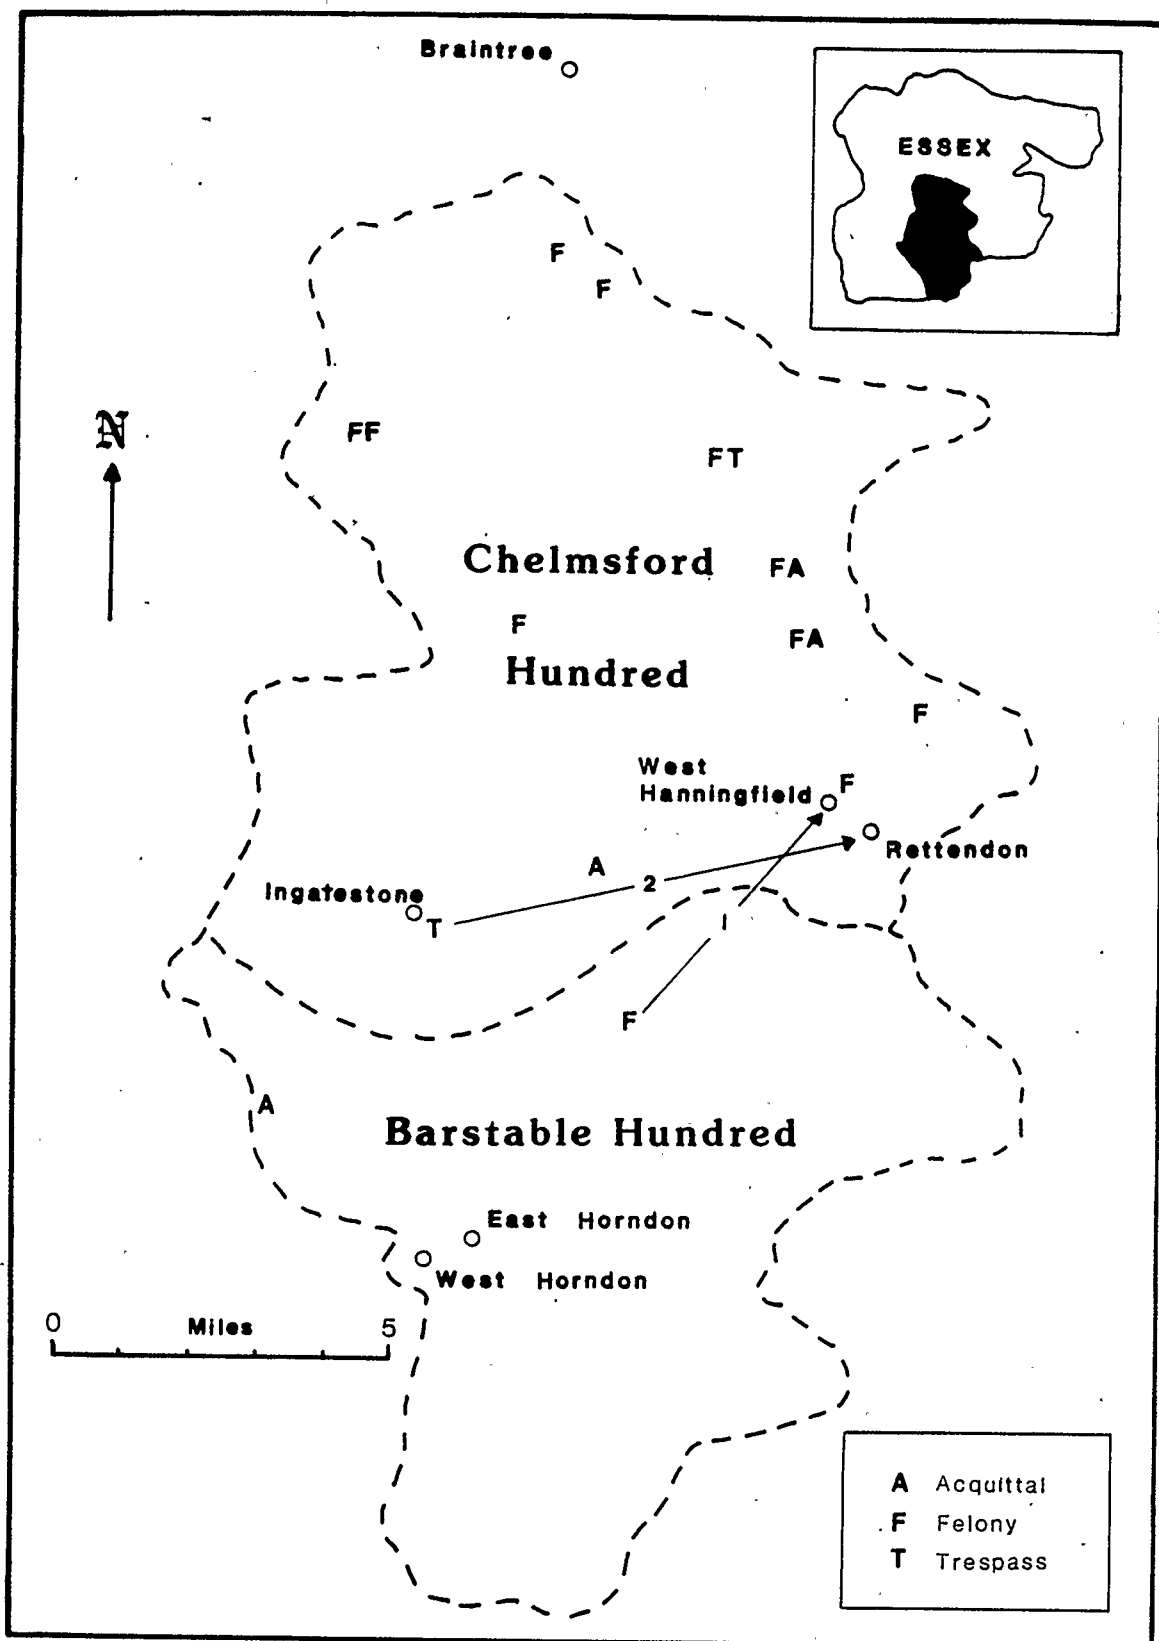 Braintree
ESSEX
F
F
N
FF
FT
Chelmsford
FA
F
FA
Hundred
F
West
Hanningfield
F
Rettendon
A
2
Ingatestone
T
1
F
A
Barstable Hundred
East Horndon
West Horndon
0
Miles
5
A Acquittal
F Felony
T Trespass